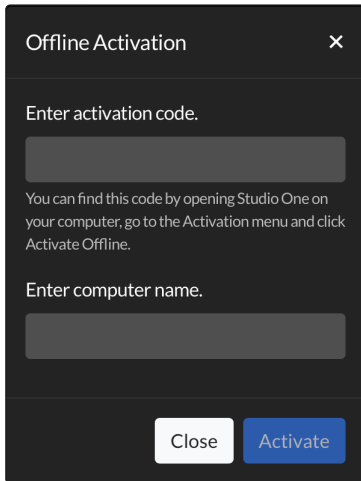 Offline Activation ×
Enter activation code.
You can find this code by opening Studio One on
your computer, go to the Activation menu and click
Activate Offline.
Enter computer name.
Close Activate